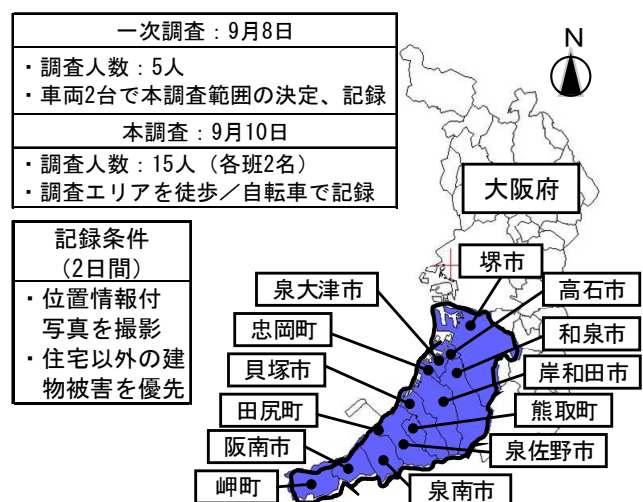 一次調査：9月8日
・調査人数：5人
・車両2台で本調査範囲の決定、記録
本調査：9月10日
・調査人数：15人（各班2名）
・調査エリアを徒歩／自転車で記録
N
大阪府
記録条件
（2日間）
・位置情報付
写真を撮影
・住宅以外の建
物被害を優先
堺市
泉大津市
高石市
忠岡町
和泉市
貝塚市
岸和田市
田尻町
熊取町
阪南市
泉佐野市
岬町
泉南市